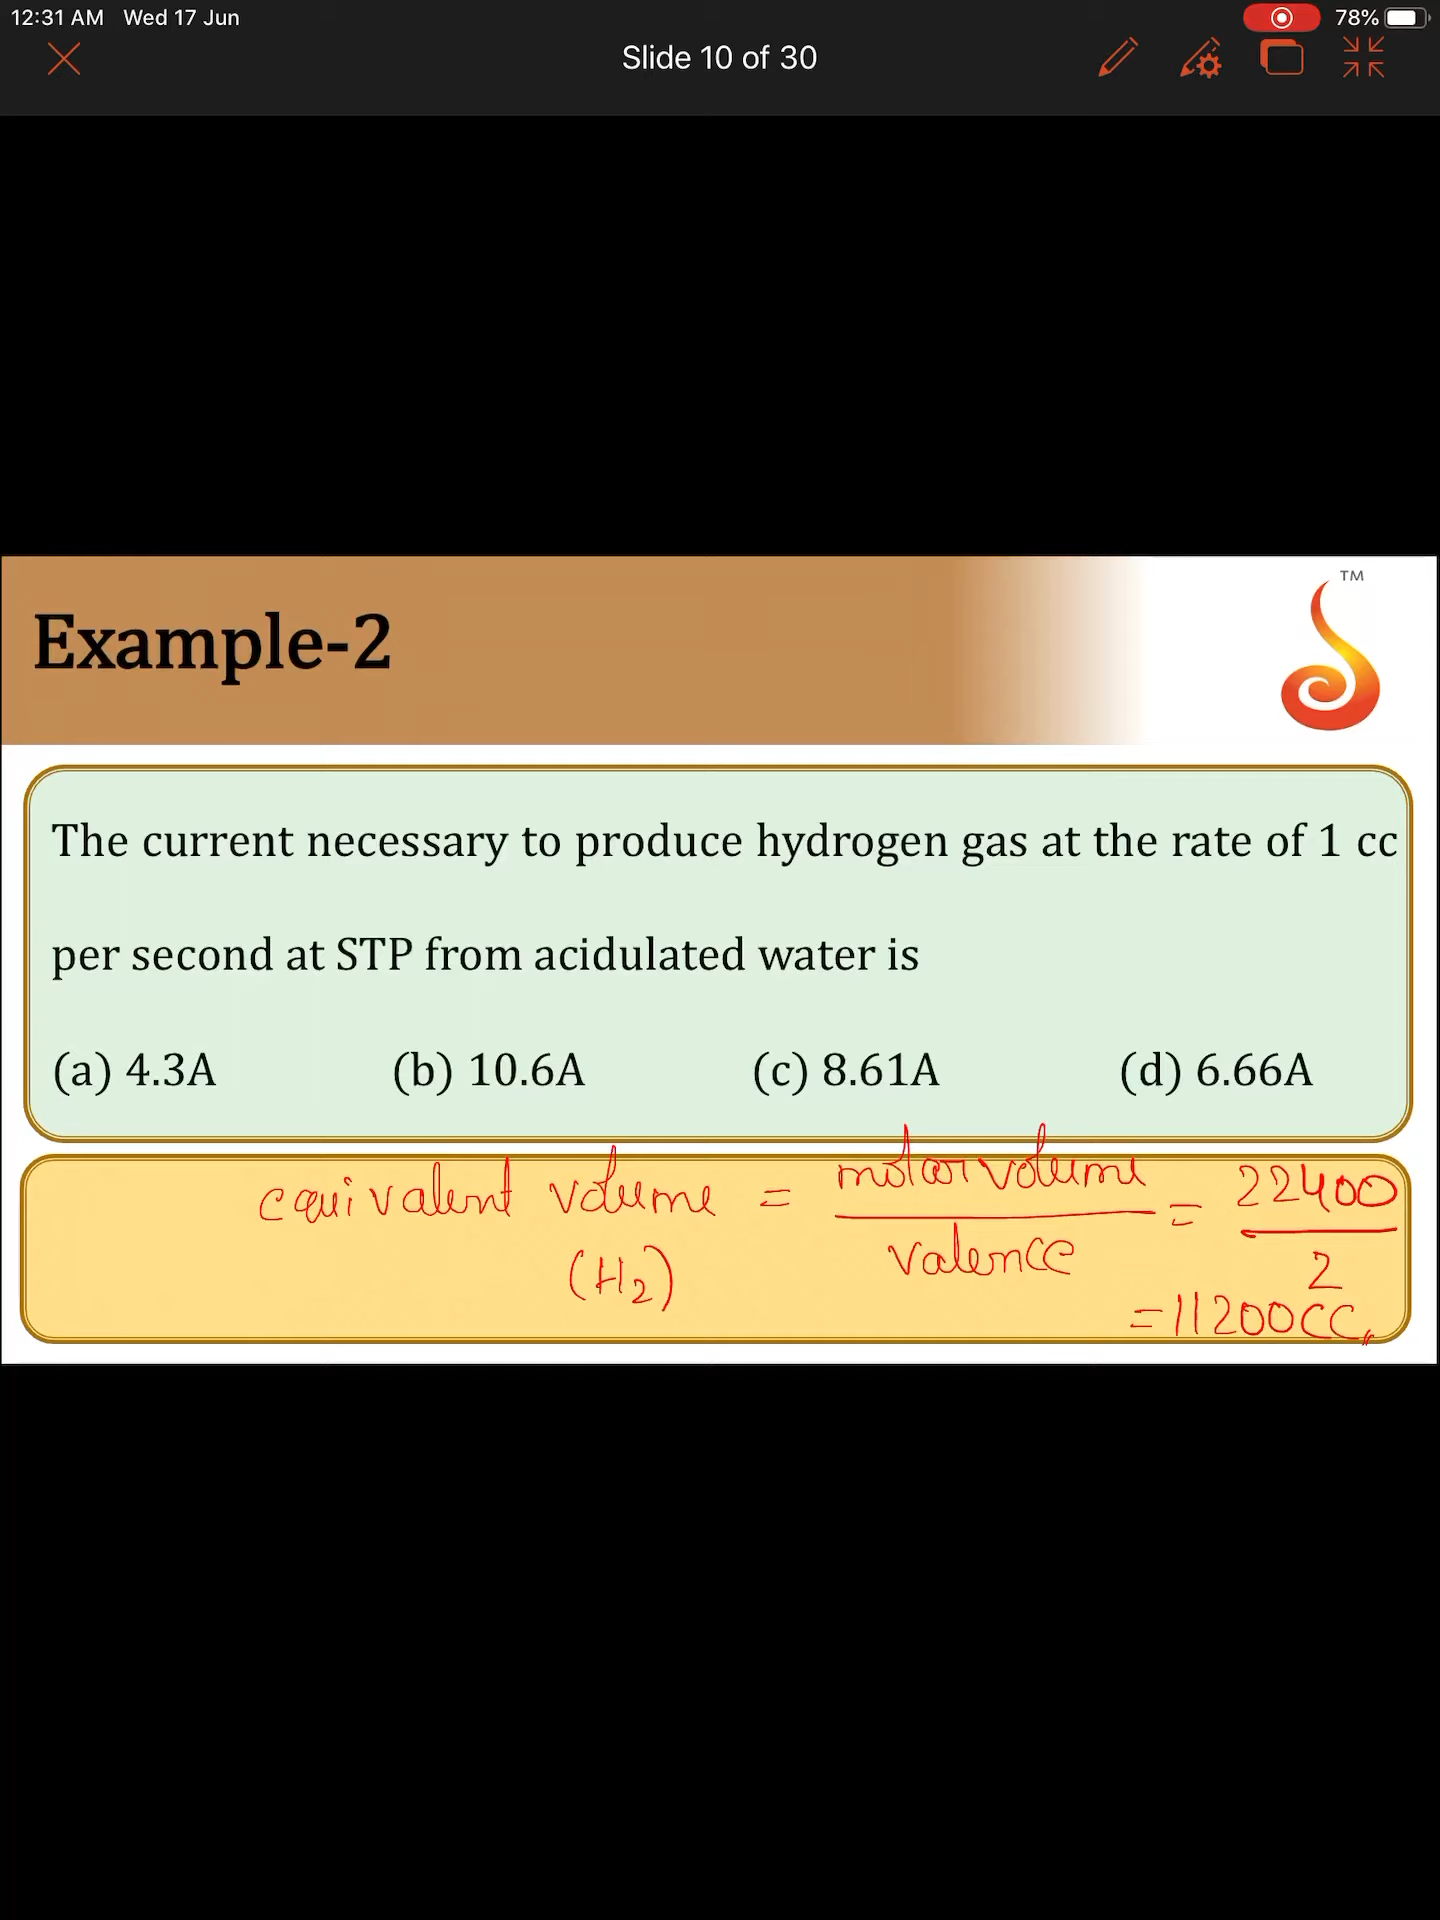 12:31 AM Wed 17 Jun
78%
Slide 10 of 30
TM
Example-2
The current necessary to produce hydrogen gas at the rate of 1 cc
per second at STP from acidulated water is
(a) 4.3A (b) 10.6A (c) 8.61A (d) 6.66A
equivalent volume = molar volume = 22400
(H₂) valence 2
= 11200CC,,